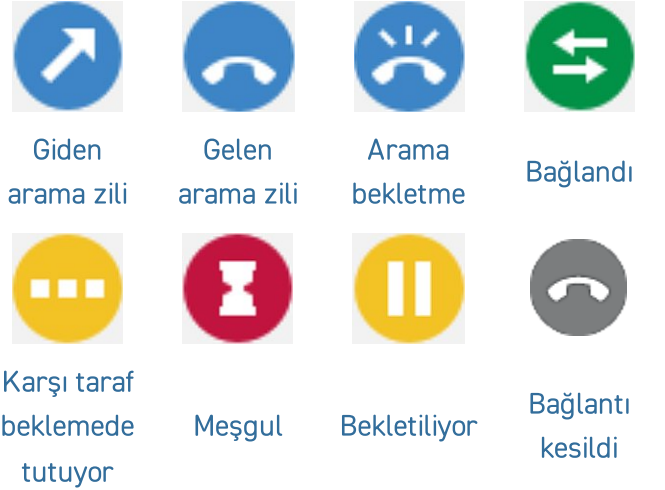 Giden
arama zili
Gelen
arama zili
Arama
bekletme
Bağlandı
Karşı taraf
beklemede
tutuyor
Meşgul
Bekletiliyor
Bağlantı
kesildi